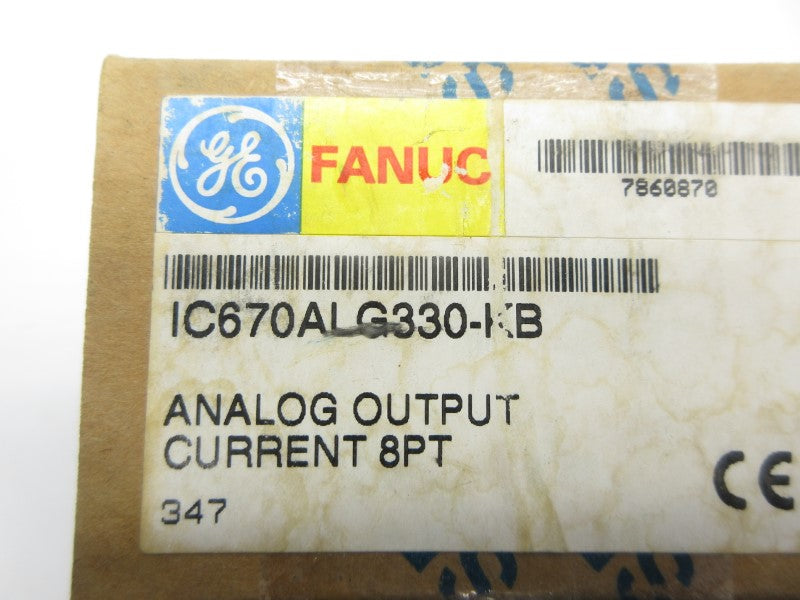 GE FANUC
7860870
IC670ALG330-KB
ANALOG OUTPUT
CURRENT 8PT
347
CE